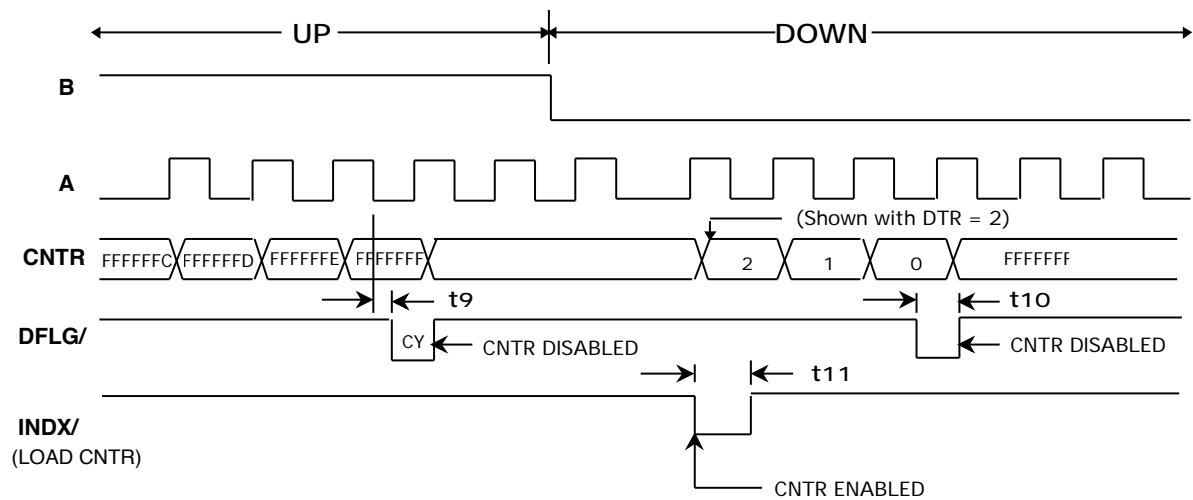 UP
DOWN
B
A
(Shown with DTR = 2)
CNTR
FFFFFFC
FFFFFFD
FFFFFFE
FFFFFFF
2
1
0
FFFFFFF
t9
t10
DFLG/
CY
CNTR DISABLED
CNTR DISABLED
t11
INDX/
(LOAD CNTR)
CNTR ENABLED